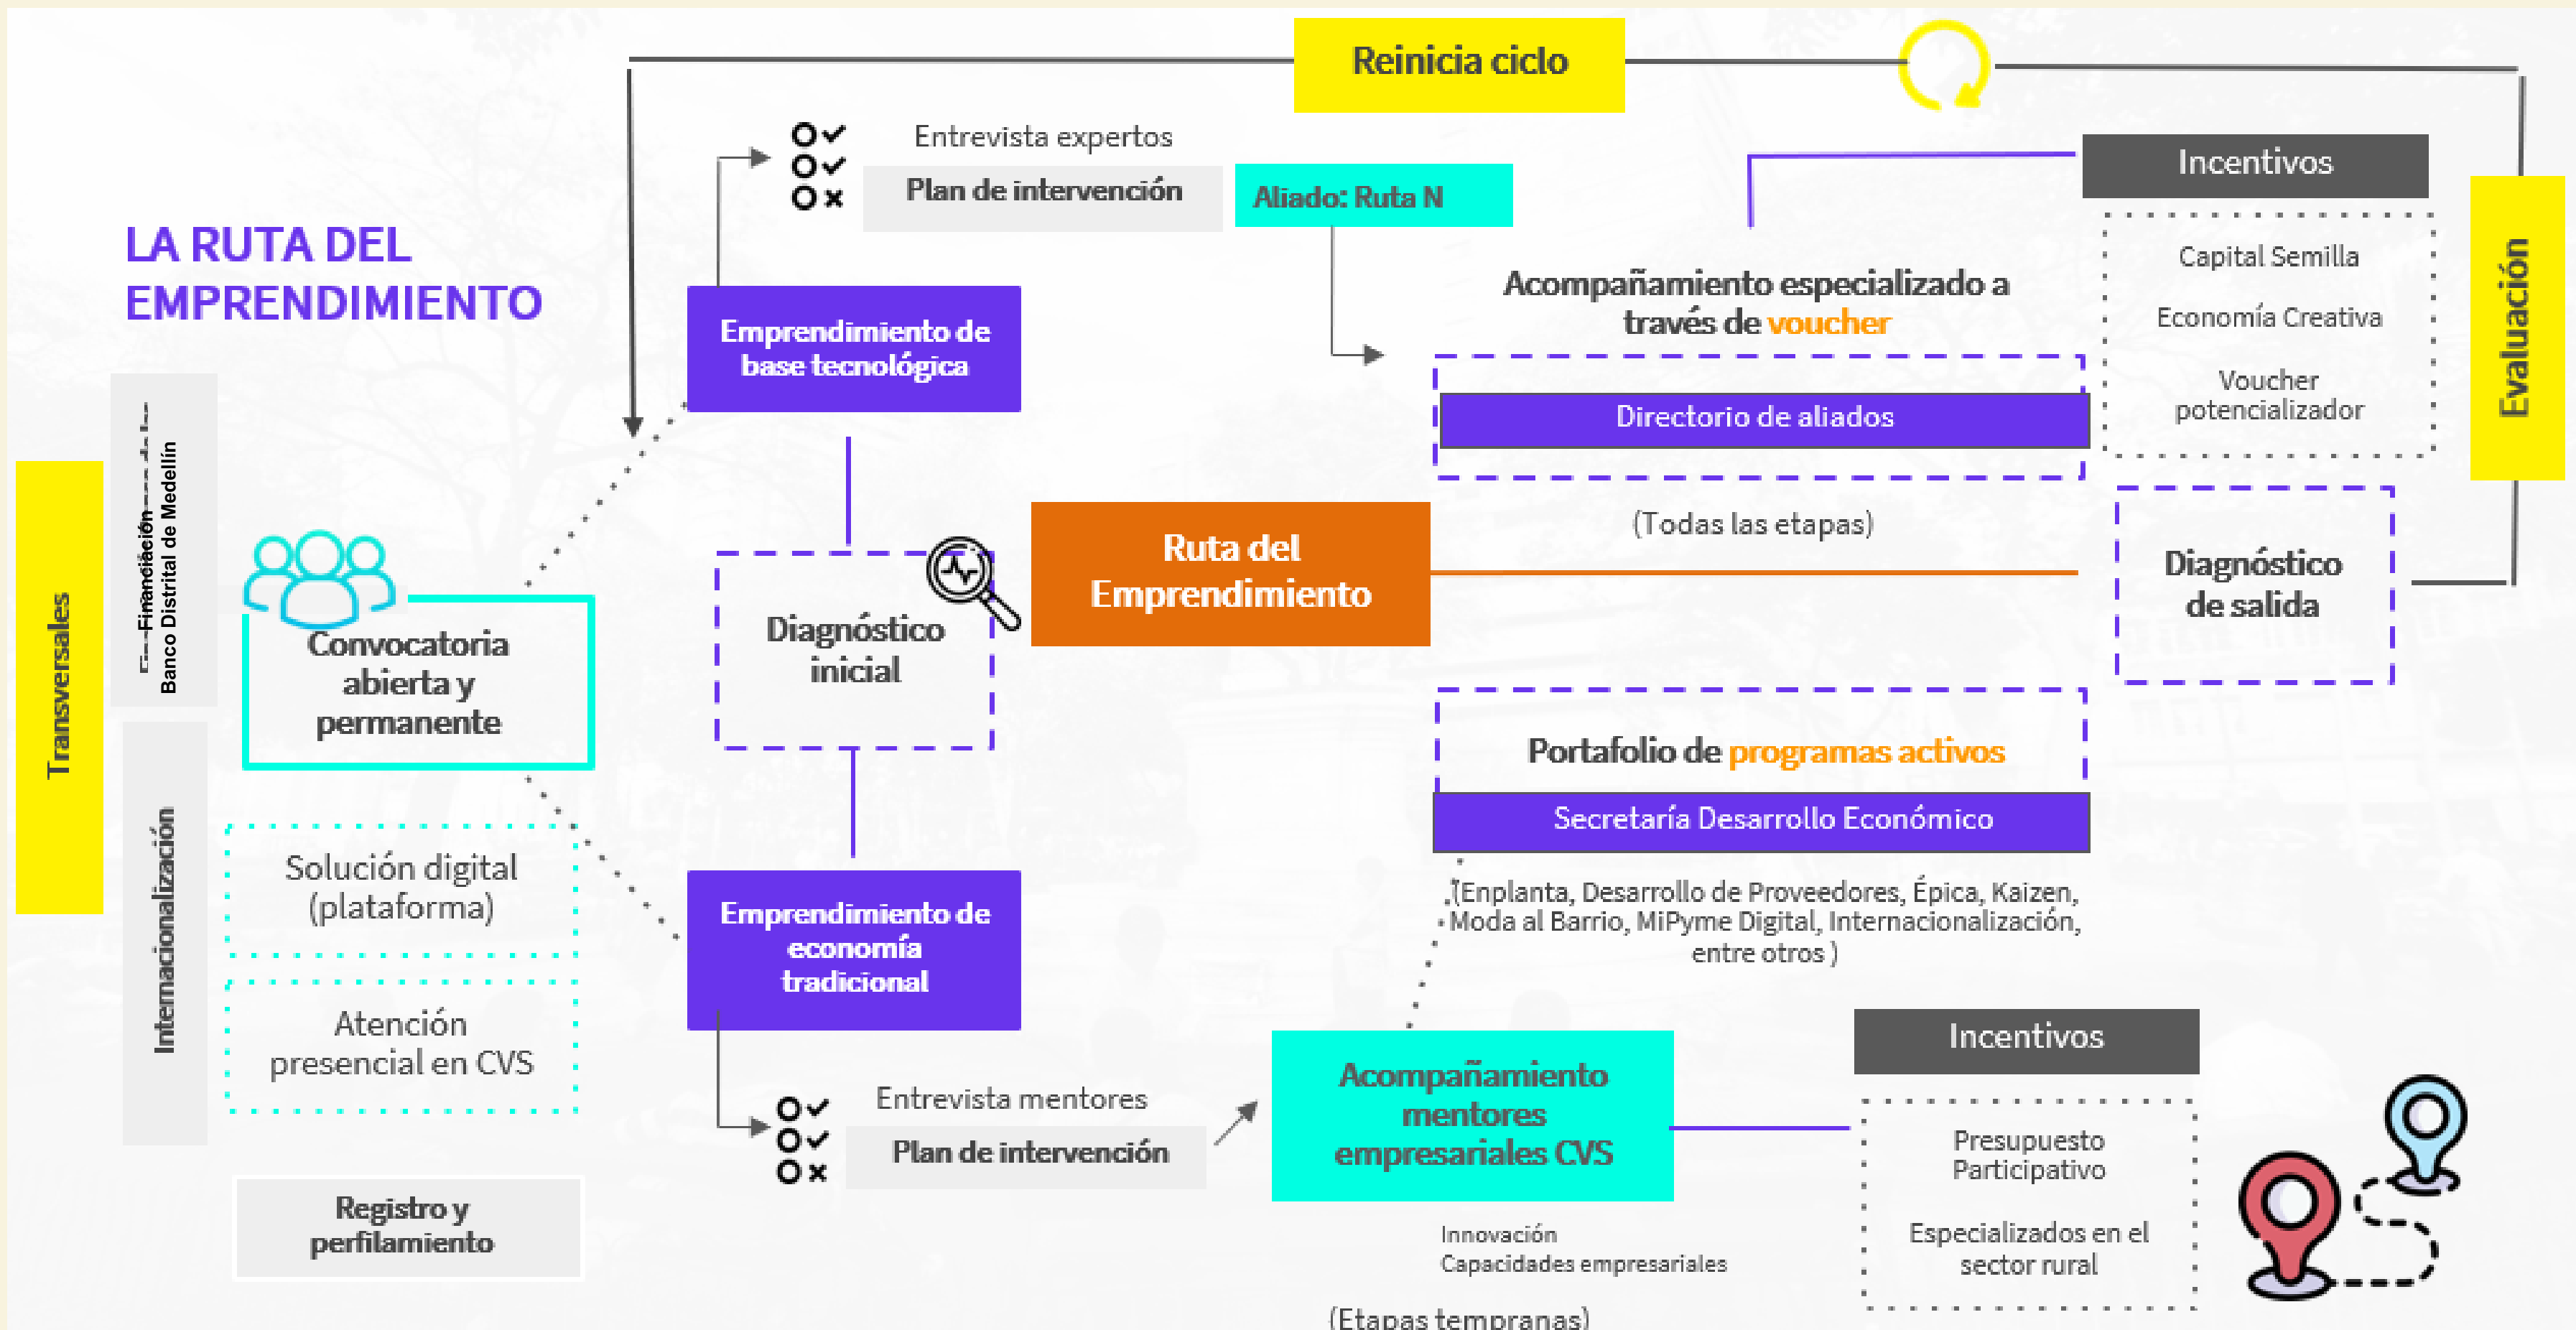 Reinicia ciclo
Entrevista expertos
Plan de intervención
Aliado: Ruta N
Incentivos
Capital Semilla
Economía Creativa
Voucher
potencializador
Evaluación
LA RUTA DEL
EMPRENDIMIENTO
Emprendimiento de
base tecnológica
Acompañamiento especializado a
través de voucher
Directorio de aliados
(Todas las etapas)
Transversales
Financiación
Banco Distrital de Medellín
Internacionalización
Convocatoria
abierta y
permanente
Diagnóstico
inicial
Ruta del
Emprendimiento
Diagnóstico
de salida
Portafolio de programas activos
Secretaría Desarrollo Económico
(Enplanta, Desarrollo de Proveedores, Épica, Kaizen,
Moda al Barrio, MiPyme Digital, Internacionalización,
entre otros )
Solución digital
(plataforma)
Atención
presencial en CVS
Registro y
perfilamiento
Emprendimiento de
economía
tradicional
Entrevista mentores
Plan de intervención
Acompañamiento
mentores
empresariales CVS
Innovación
Capacidades empresariales
(Etapas tempranas)
Incentivos
Presupuesto
Participativo
Especializados en el
sector rural